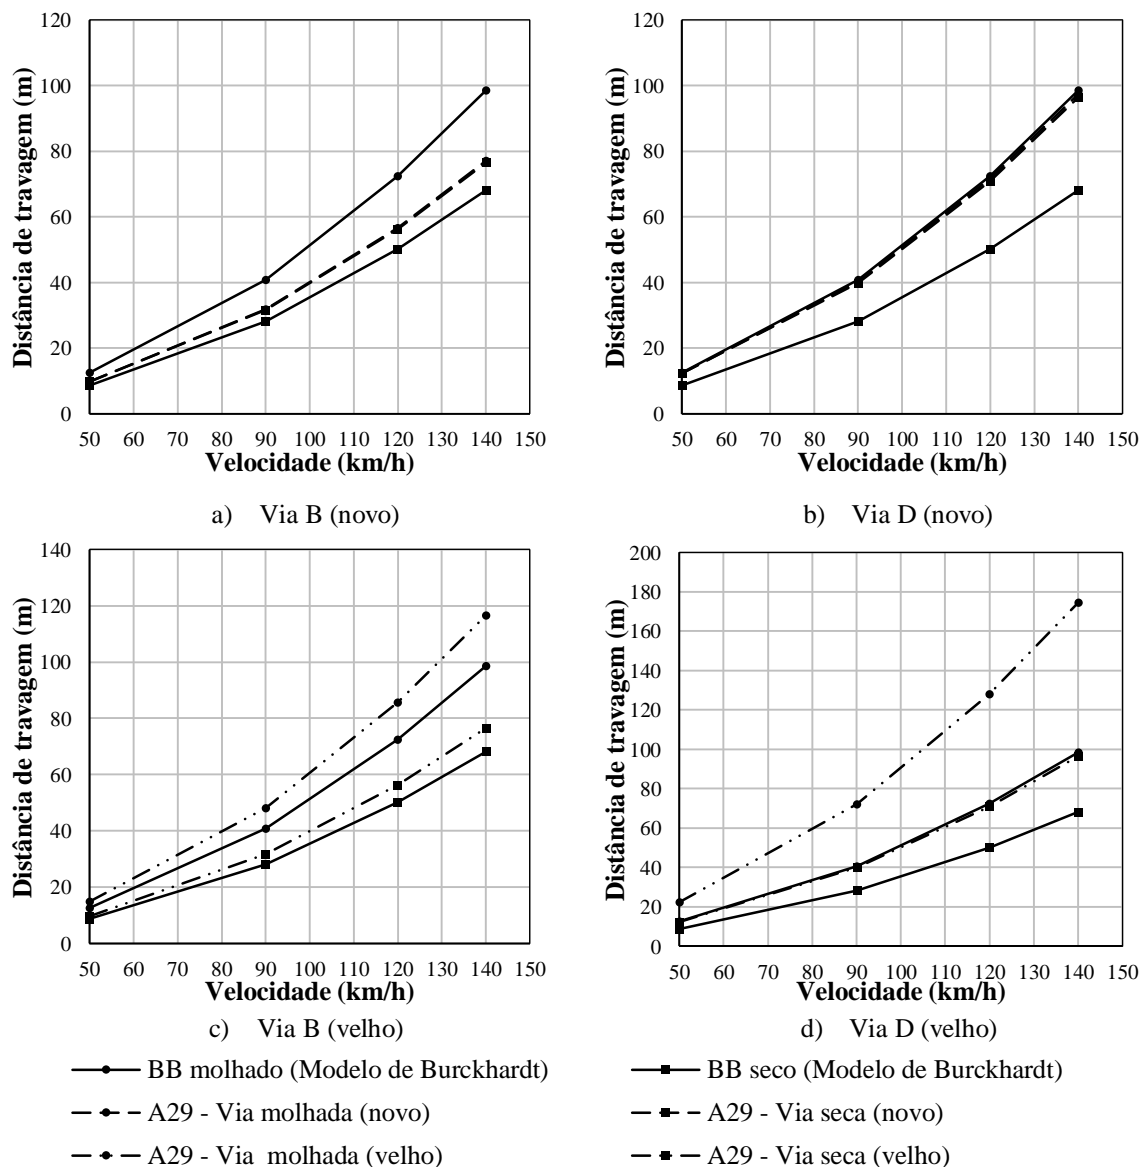 120
100
80
60
40
20
0
50 60 70 80 90 100 110 120 130 140 150
Distância de travagem (m)
Velocidade (km/h)
a) Via B (novo)
120
100
80
60
40
20
0
50 60 70 80 90 100 110 120 130 140 150
Distância de travagem (m)
Velocidade (km/h)
b) Via D (novo)
140
120
100
80
60
40
20
0
50 60 70 80 90 100 110 120 130 140 150
Distância de travagem (m)
Velocidade (km/h)
c) Via B (velho)
200
180
160
140
120
100
80
60
40
20
0
50 60 70 80 90 100 110 120 130 140 150
Distância de travagem (m)
Velocidade (km/h)
d) Via D (velho)
BB molhado (Modelo de Burckhardt)
BB seco (Modelo de Burckhardt)
A29 - Via molhada (novo)
A29 - Via seca (novo)
A29 - Via molhada (velho)
A29 - Via seca (velho)